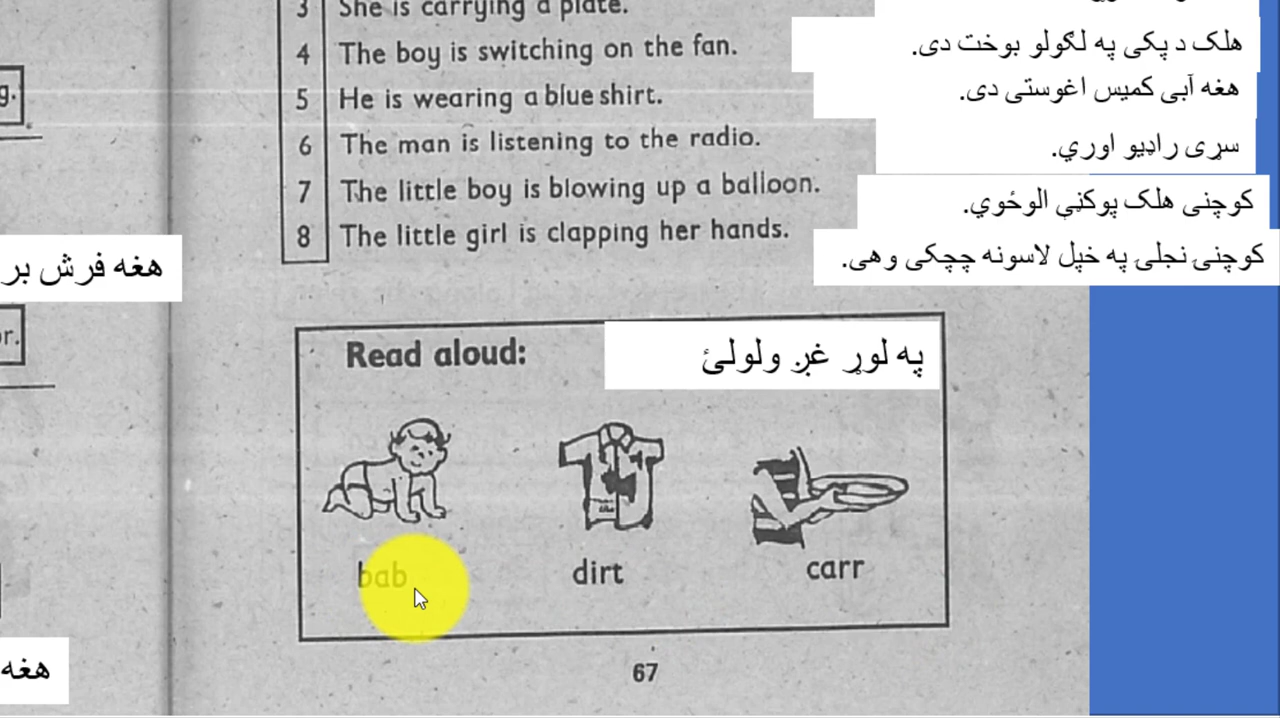 3 She is carrying a plate.
4 The boy is switching on the fan.
هلک د پکی په لګولو بوخت دی.
5 He is wearing a blue shirt.
هغه آبی کمیس اغوستی دی.
g.
6 The man is listening to the radio.
سړی راډیو اوري.
7 The little boy is blowing up a balloon.
کوچنی هلک پوکڼۍ الوځوي.
8 The little girl is clapping her hands.
کوچنۍ نجلۍ په خپل لاسونه چچکی وهی.
هغه فرش بر
or.
Read aloud:
په لوړ غږ ولولئ
bab
dirt
carr
هغه
67